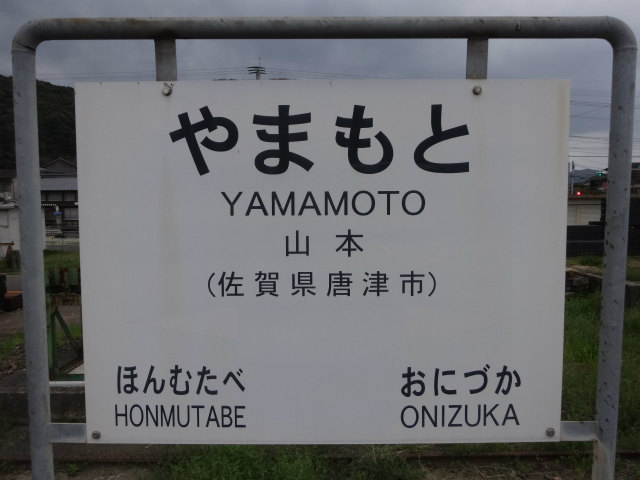 やまもと
YAMAMOTO
山本
(佐賀県唐津市)
ほんむたべ おにづか
HONMUTABE ONIZUKA